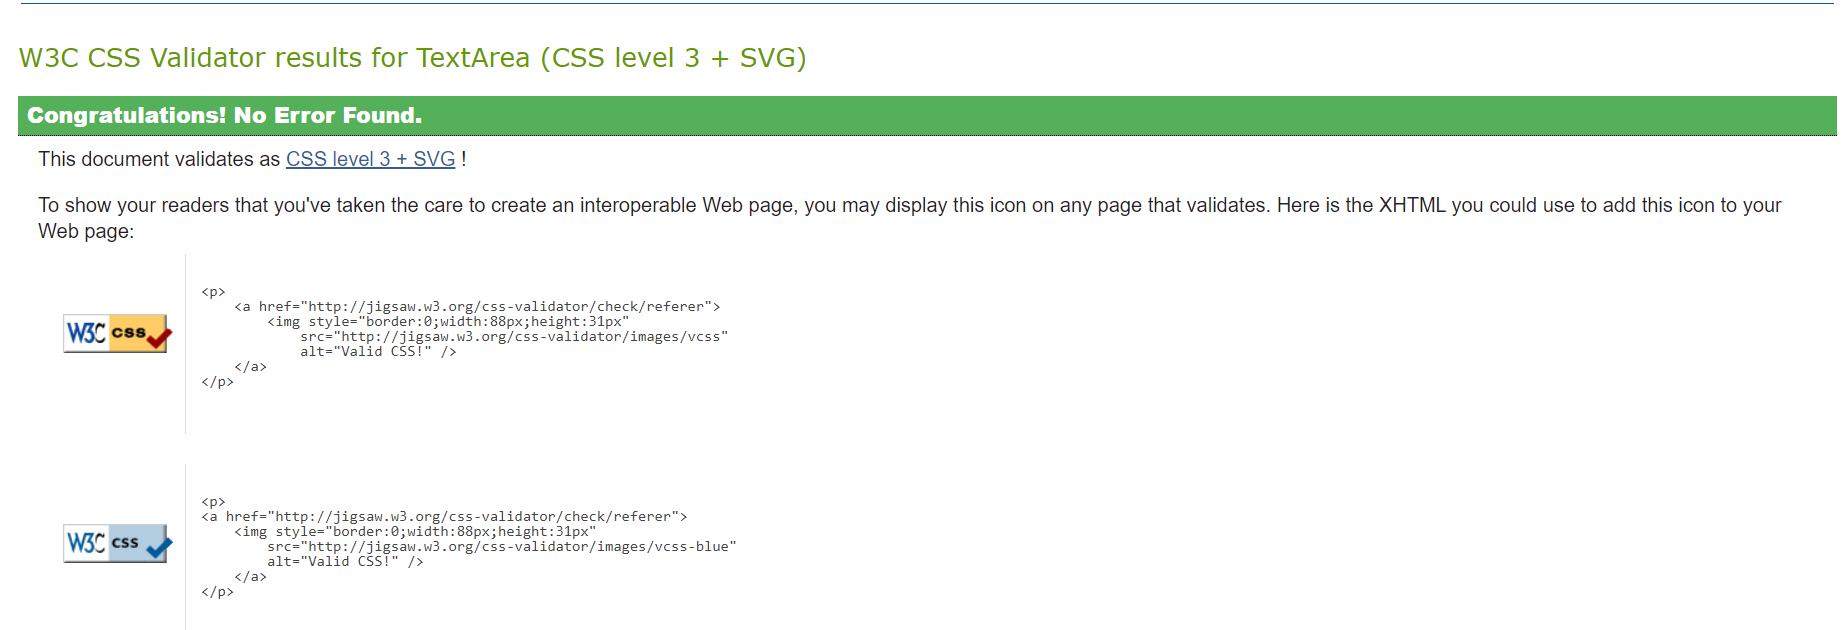 W3C CSS Validator results for TextArea (CSS level 3 + SVG)
Congratulations! No Error Found.
This document validates as CSS level 3 + SVG !
To show your readers that you've taken the care to create an interoperable Web page, you may display this icon on any page that validates. Here is the XHTML you could use to add this icon to your
Web page:
W3C css
<p>
    <a href="http://jigsaw.w3.org/css-validator/check/referer">
        <img style="border:0;width:88px;height:31px"
            src="http://jigsaw.w3.org/css-validator/images/vcss"
            alt="Valid CSS!" />
    </a>
</p>
W3C css
<p>
<a href="http://jigsaw.w3.org/css-validator/check/referer">
    <img style="border:0;width:88px;height:31px"
        src="http://jigsaw.w3.org/css-validator/images/vcss-blue"
        alt="Valid CSS!" />
    </a>
</p>